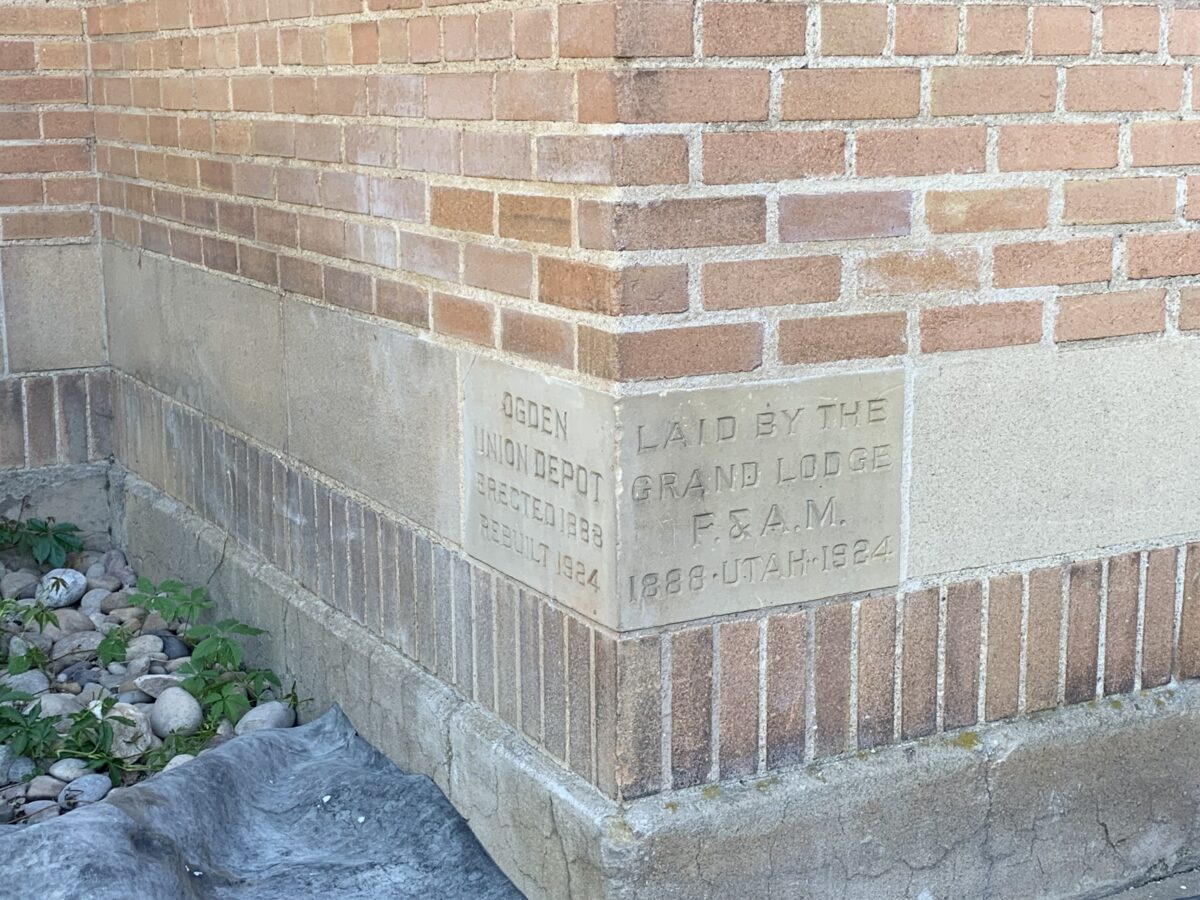 OGDEN
UNION DEPOT
ERECTED 1888
REBUILT 1924
LAID BY THE
GRAND LODGE
F. & A.M.
1888·UTAH·1924